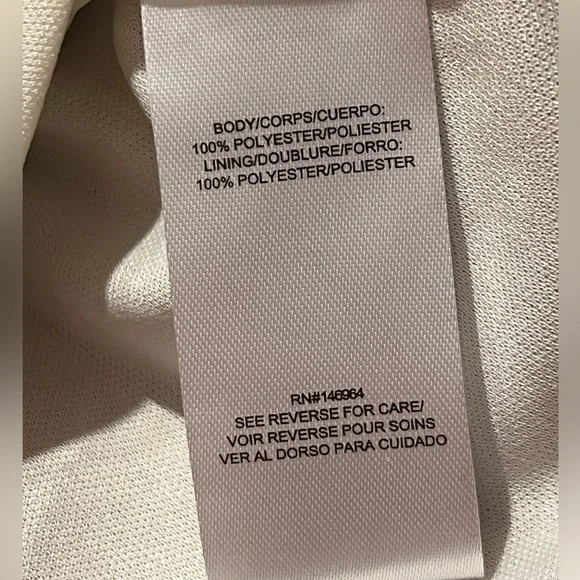 BODY/CORPS/CUERPO:
100% POLYESTER/POLIESTER
LINING/DOUBLURE/FORRO:
100% POLYESTER/POLIESTER
RN#146964
SEE REVERSE FOR CARE/
VOIR REVERSE POUR SOINS
VER AL DORSO PARA CUIDADO